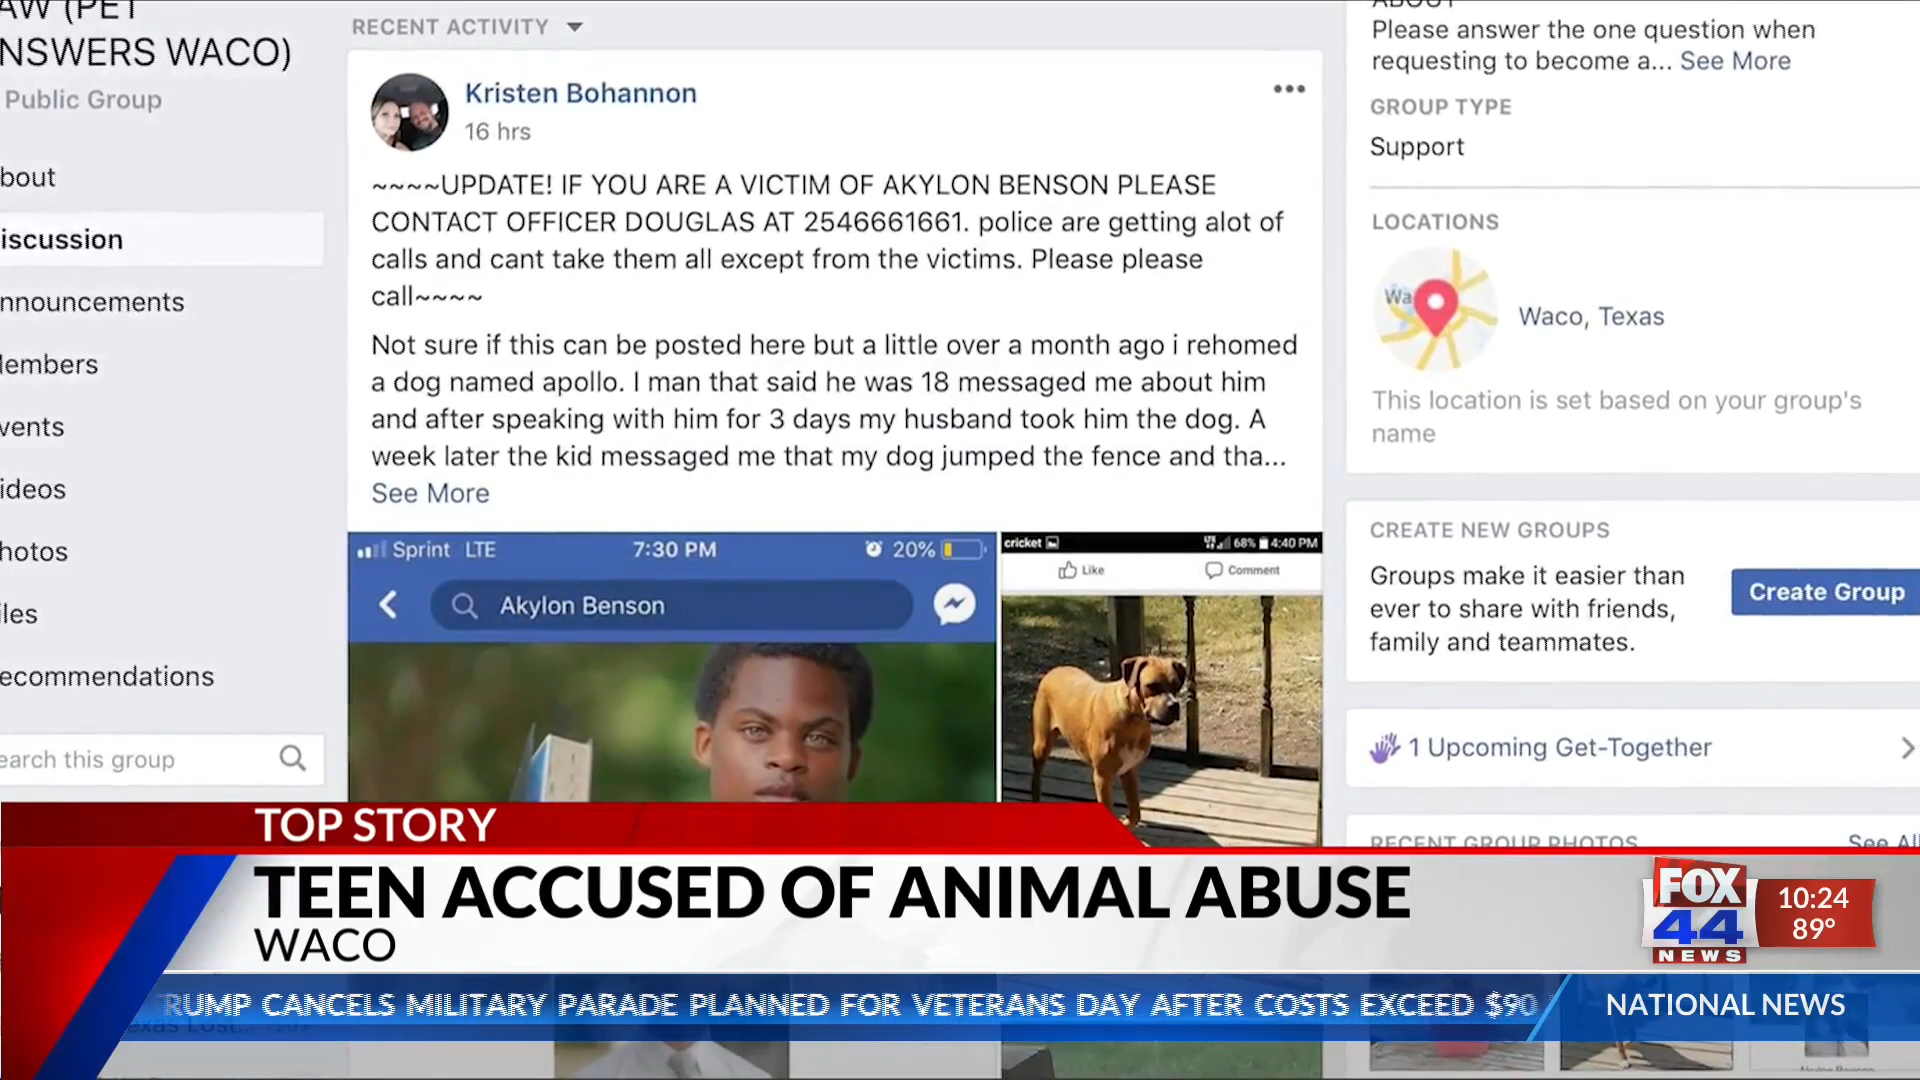 AW (PET
NSWERS WACO)
Public Group
bout
iscussion
nnouncements
embers
vents
ideos
hotos
iles
ecommendations
earch this group
RECENT ACTIVITY
Kristen Bohannon
16 hrs
~~~~UPDATE! IF YOU ARE A VICTIM OF AKYLON BENSON PLEASE
CONTACT OFFICER DOUGLAS AT 2546661661. police are getting alot of
calls and cant take them all except from the victims. Please please
call~~~~
Not sure if this can be posted here but a little over a month ago i rehomed
a dog named apollo. I man that said he was 18 messaged me about him
and after speaking with him for 3 days my husband took him the dog. A
week later the kid messaged me that my dog jumped the fence and tha...
See More
Sprint LTE 7:30 PM 20%
Akylon Benson
cricket 68% 4:40 PM
Like Comment
ABOUT
Please answer the one question when
requesting to become a... See More
GROUP TYPE
Support
LOCATIONS
Wa
Waco, Texas
This location is set based on your group's
name
CREATE NEW GROUPS
Groups make it easier than
ever to share with friends,
family and teammates.
Create Group
1 Upcoming Get-Together
RECENT GROUP PHOTOS See All
TOP STORY
TEEN ACCUSED OF ANIMAL ABUSE
WACO
FOX
44
NEWS
10:24
89°
RUMP CANCELS MILITARY PARADE PLANNED FOR VETERANS DAY AFTER COSTS EXCEED $90
NATIONAL NEWS